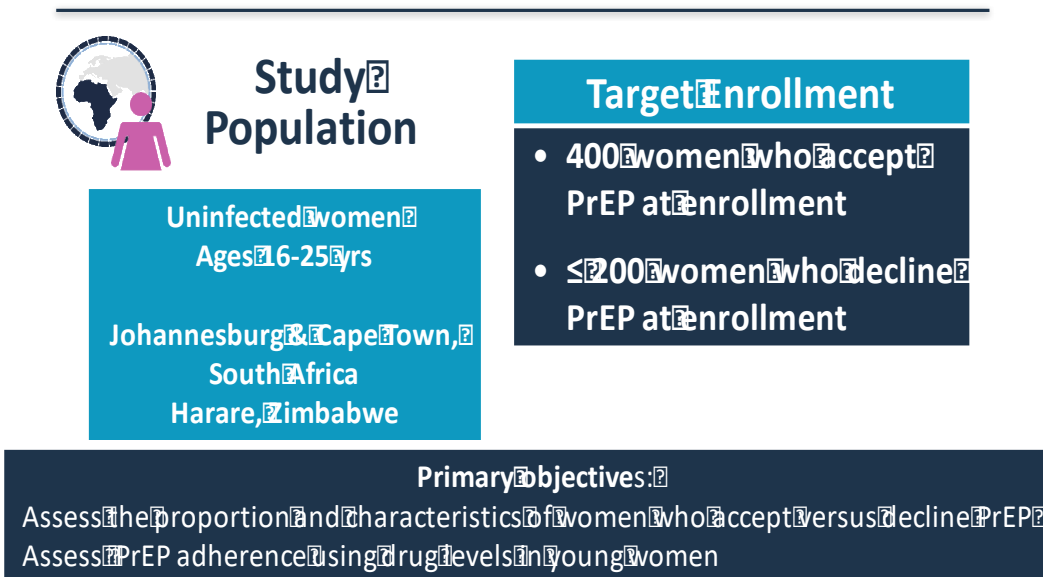 Study
Population
Target Enrollment
• 400 women who accept
PrEP at enrollment
• ≤ 200 women who decline
PrEP at enrollment
Uninfected women
Ages 16-25 yrs
Johannesburg & Cape Town,
South Africa
Harare, Zimbabwe
Primary objectives:
Assess the proportion and characteristics of women who accept versus decline PrEP
Assess PrEP adherence using drug levels in young women